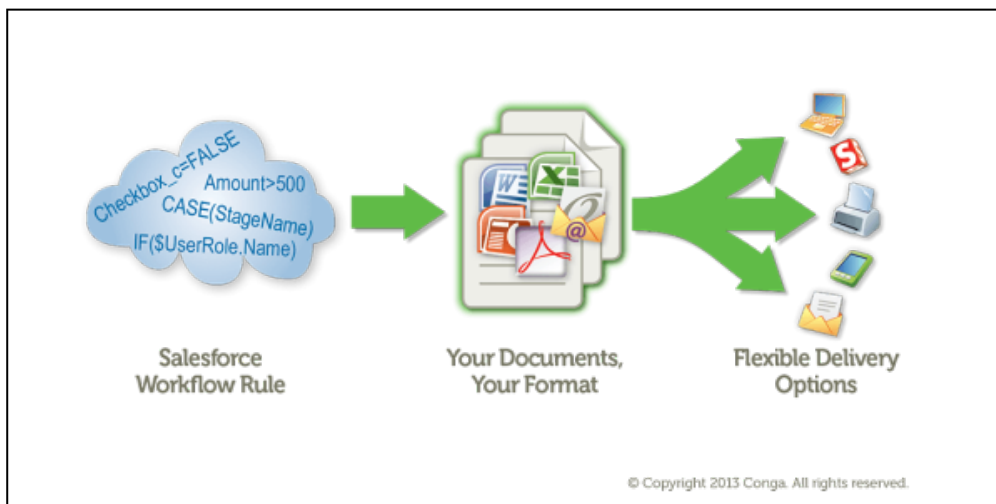 Checkbox_c=FALSE
Amount>500
CASE(StageName)
IF($UserRole.Name)
W
X
@
S
Salesforce
Workflow Rule
Your Documents,
Your Format
Flexible Delivery
Options
© Copyright 2013 Conga. All rights reserved.